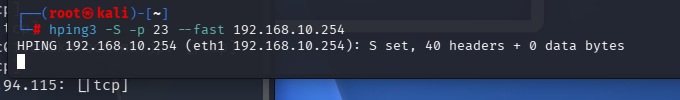 (root㉿kali)-[~]
# hping3 -S -p 23 --fast 192.168.10.254
HPING 192.168.10.254 (eth1 192.168.10.254): S set, 40 headers + 0 data bytes
94.115: [|tcp]